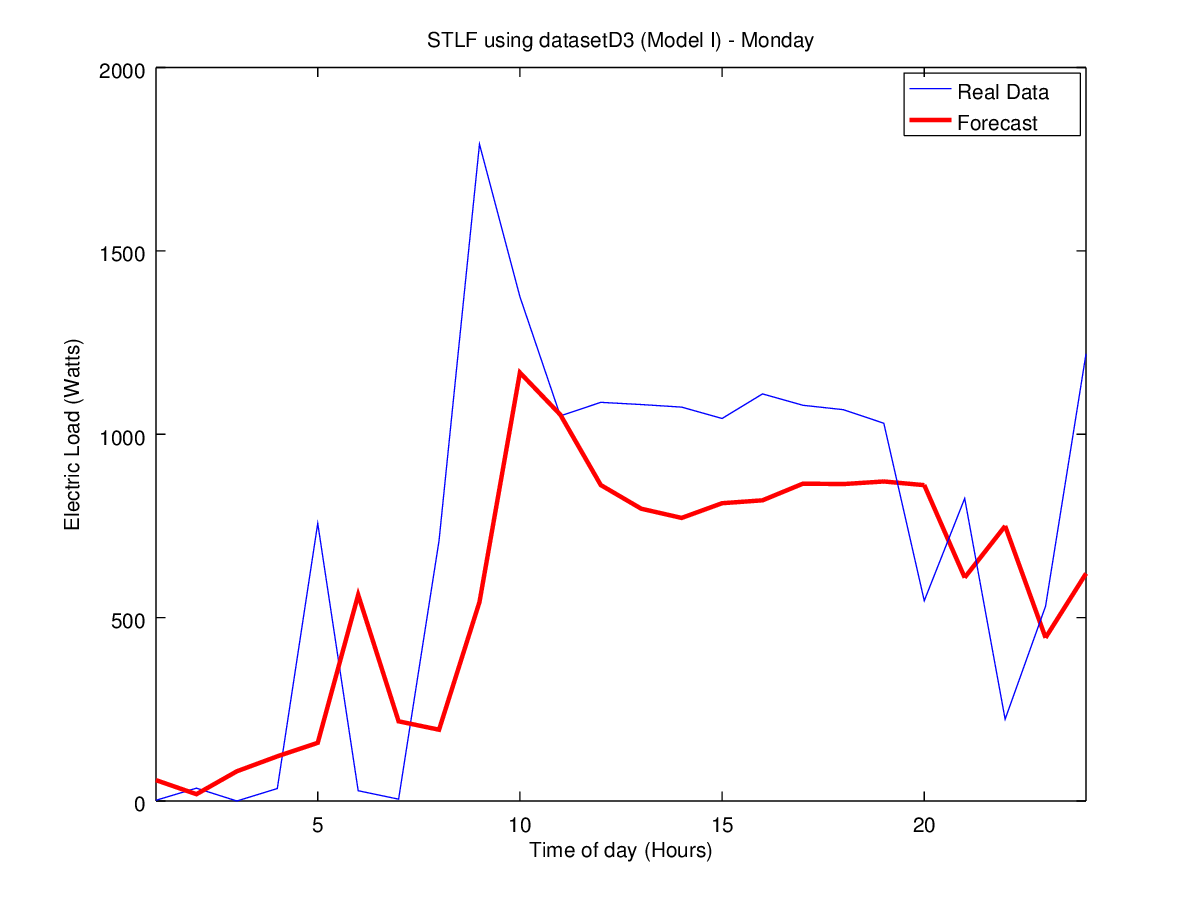 STLF using datasetD3 (Model I) - Monday
2000
1500
1000
500
0
Electric Load (Watts)
Real Data
Forecast
5
10
15
20
Time of day (Hours)